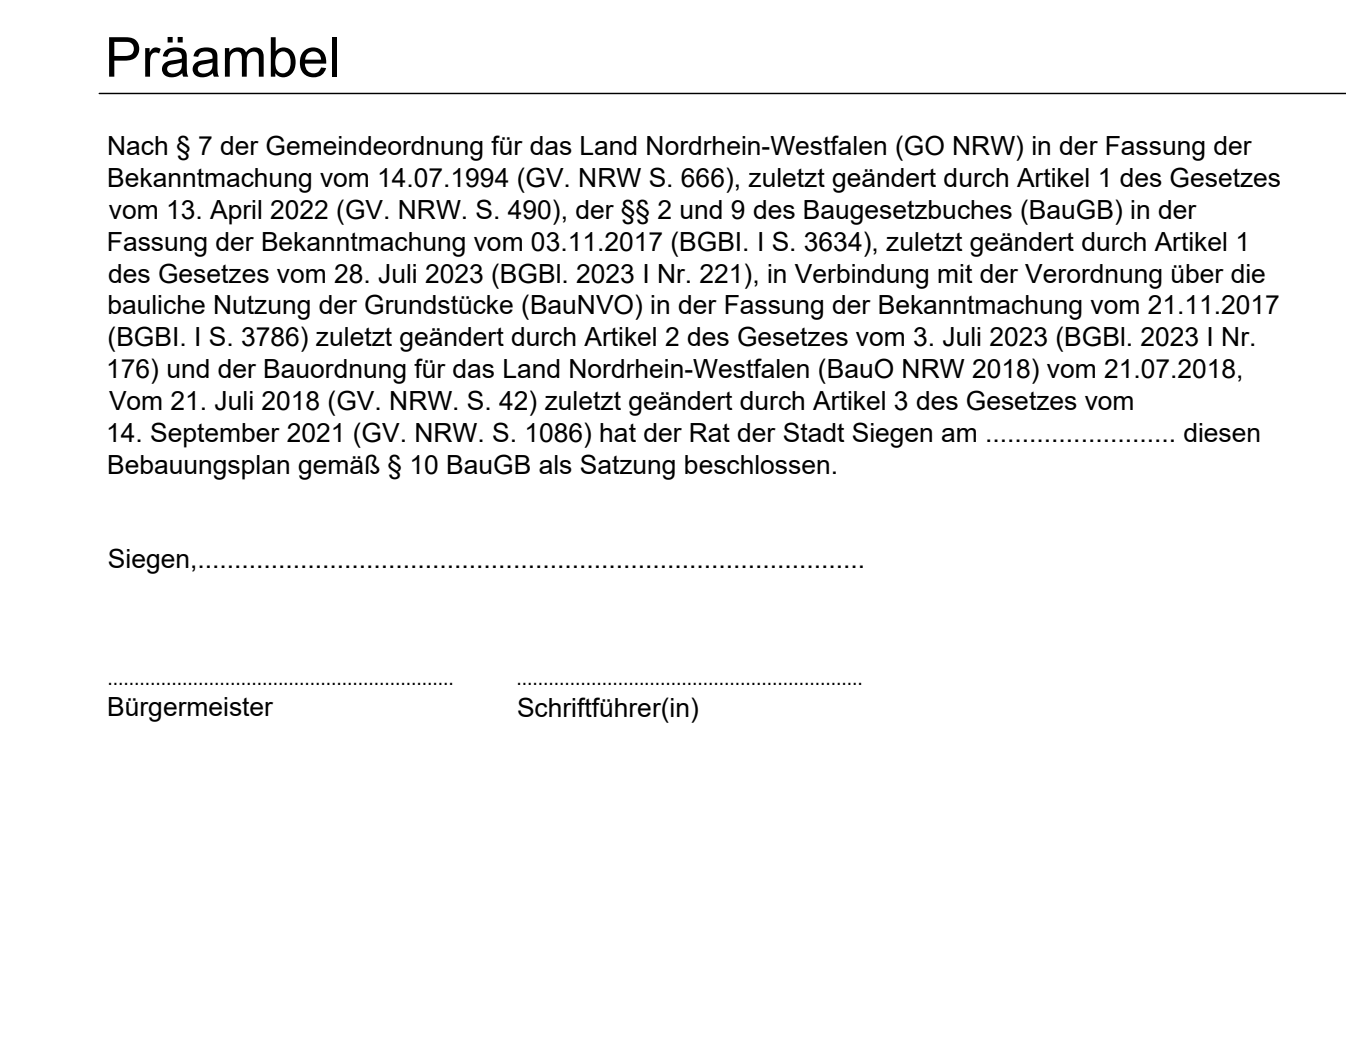 Präambel
Nach § 7 der Gemeindeordnung für das Land Nordrhein-Westfalen (GO NRW) in der Fassung der
Bekanntmachung vom 14.07.1994 (GV. NRW S. 666), zuletzt geändert durch Artikel 1 des Gesetzes
vom 13. April 2022 (GV. NRW. S. 490), der §§ 2 und 9 des Baugesetzbuches (BauGB) in der
Fassung der Bekanntmachung vom 03.11.2017 (BGBI. I S. 3634), zuletzt geändert durch Artikel 1
des Gesetzes vom 28. Juli 2023 (BGBl. 2023 I Nr. 221), in Verbindung mit der Verordnung über die
bauliche Nutzung der Grundstücke (BauNVO) in der Fassung der Bekanntmachung vom 21.11.2017
(BGBI. I S. 3786) zuletzt geändert durch Artikel 2 des Gesetzes vom 3. Juli 2023 (BGBl. 2023 I Nr.
176) und der Bauordnung für das Land Nordrhein-Westfalen (BauO NRW 2018) vom 21.07.2018,
Vom 21. Juli 2018 (GV. NRW. S. 42) zuletzt geändert durch Artikel 3 des Gesetzes vom
14. September 2021 (GV. NRW. S. 1086) hat der Rat der Stadt Siegen am .......................... diesen
Bebauungsplan gemäß § 10 BauGB als Satzung beschlossen.
Siegen,...........................................................................................
................................................................. .................................................................
Bürgermeister Schriftführer(in)